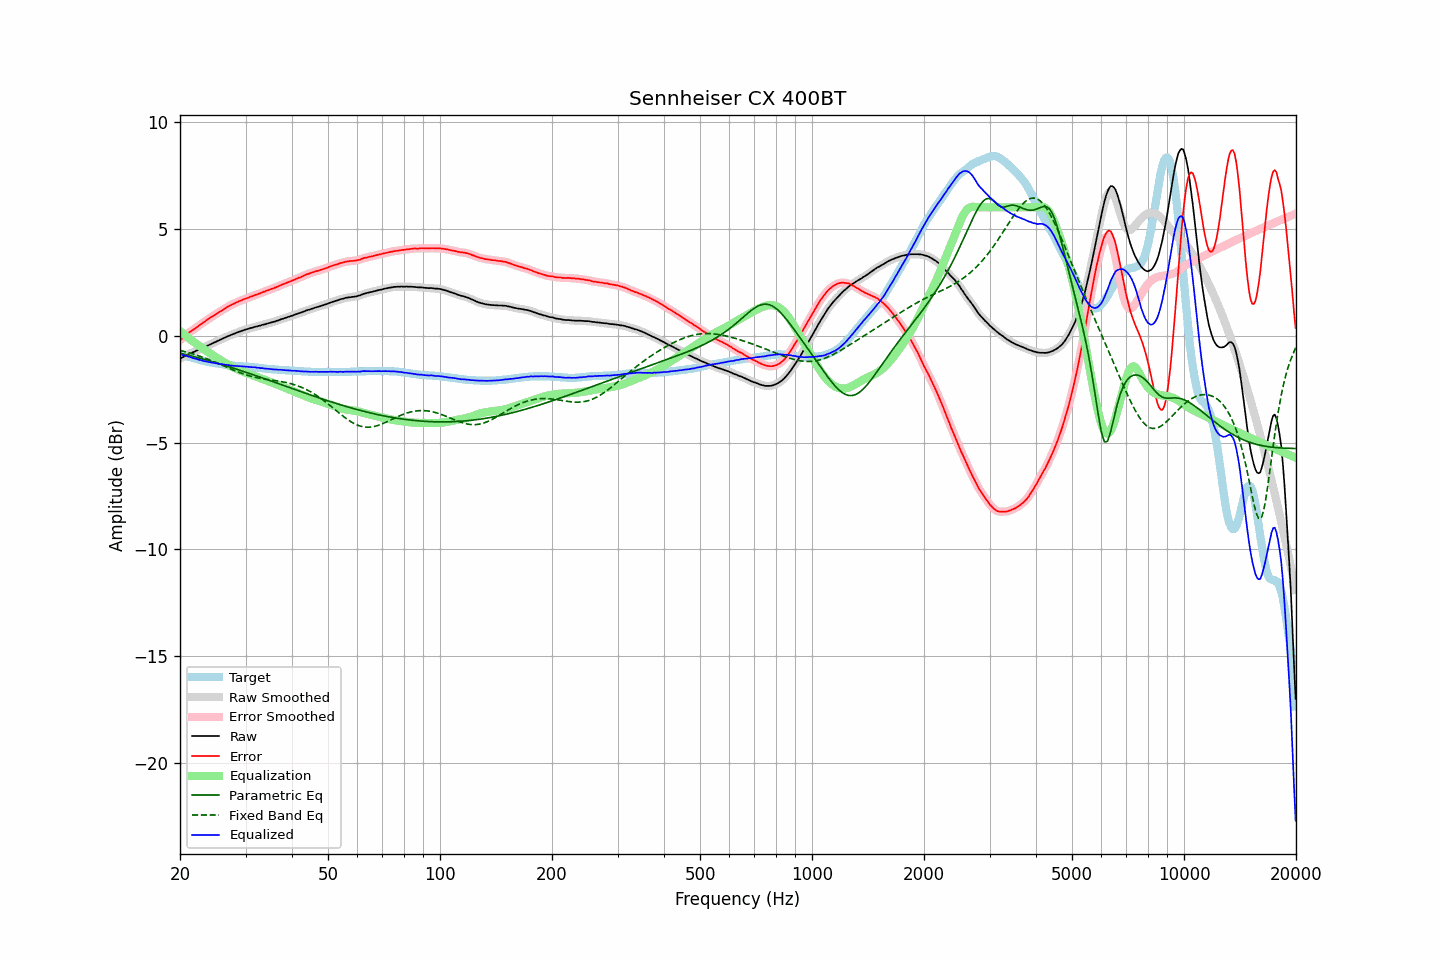 Sennheiser CX 400BT
10
5
0
−5
−10
−15
−20
Amplitude (dBr)
Target
Raw Smoothed
Error Smoothed
Raw
Error
Equalization
Parametric Eq
Fixed Band Eq
Equalized
20 50 100 200 500 1000 2000 5000 10000 20000
Frequency (Hz)